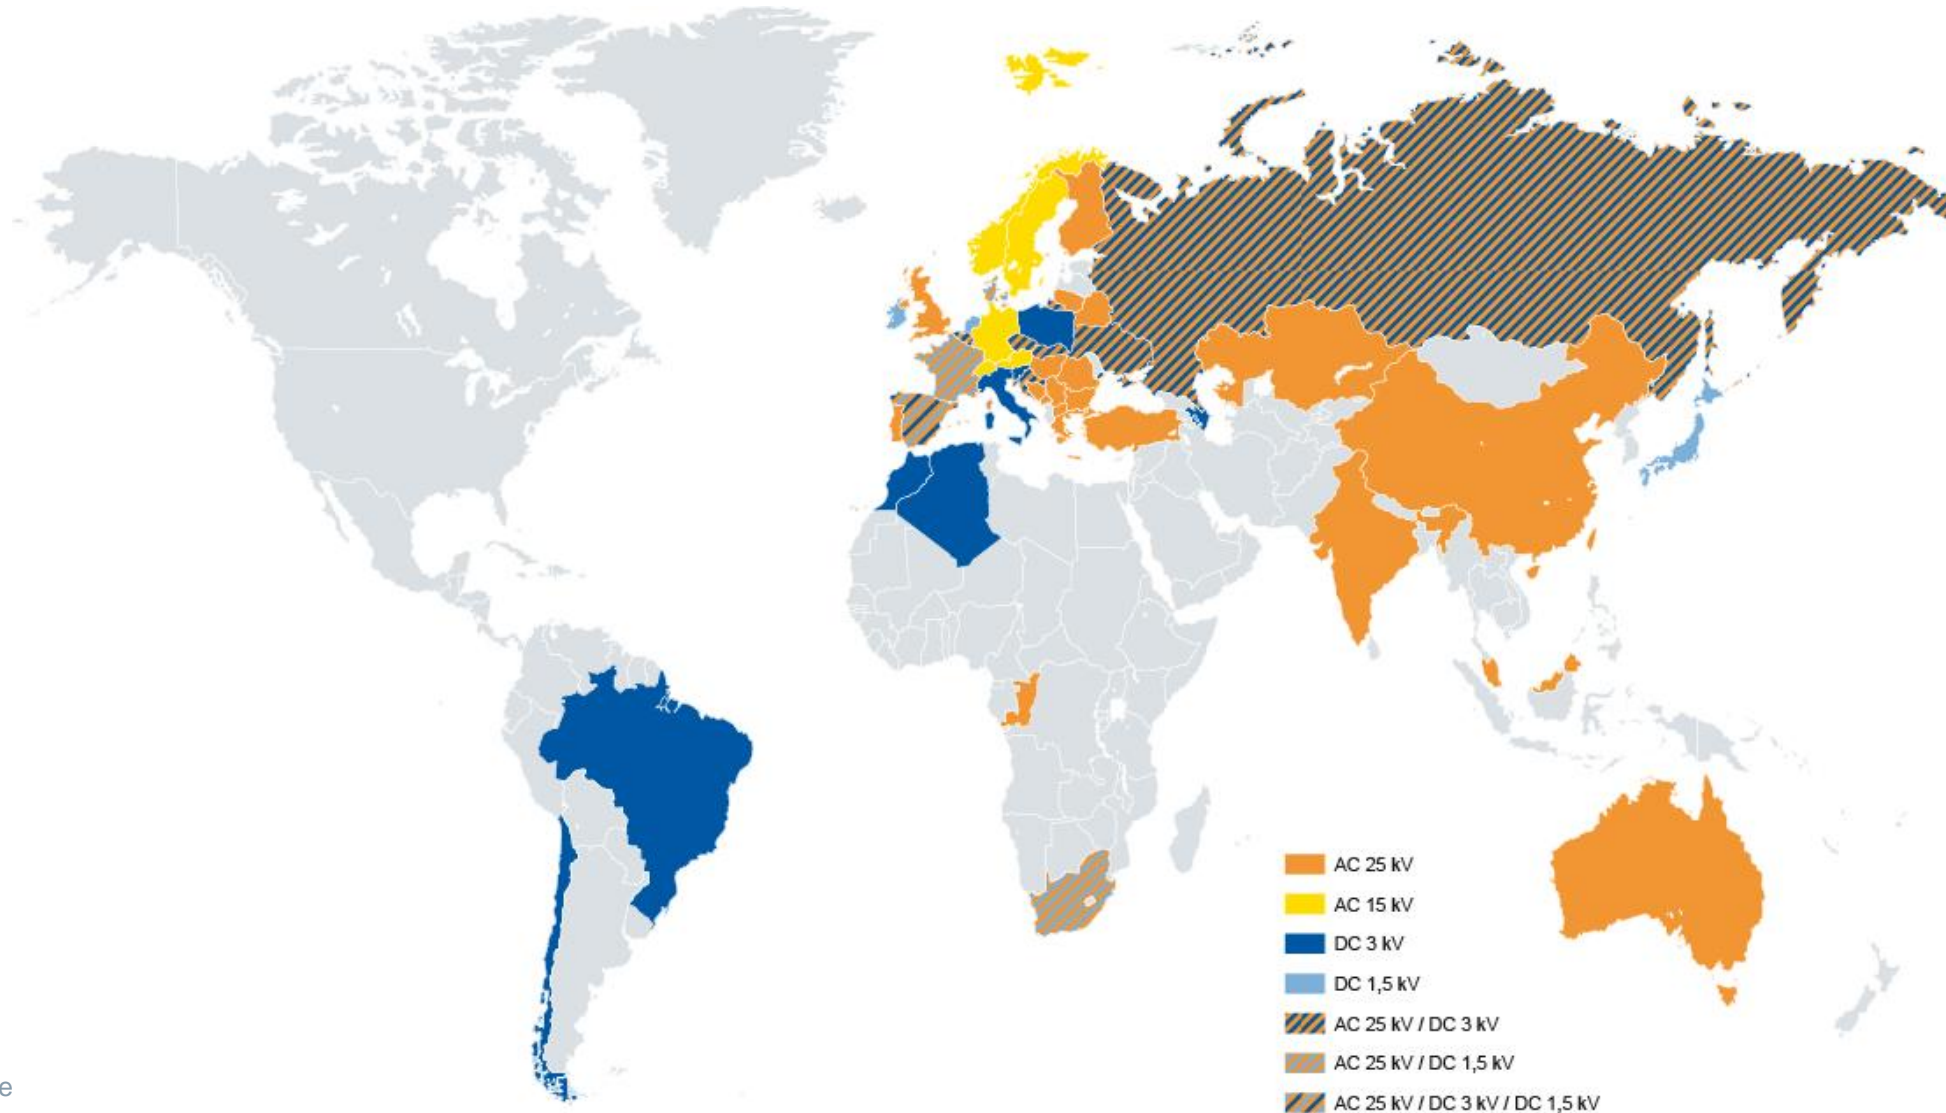 AC 25 kV
AC 15 kV
DC 3 kV
DC 1,5 kV
AC 25 kV / DC 3 kV
AC 25 kV / DC 1,5 kV
AC 25 kV / DC 3 kV / DC 1,5 kV
e